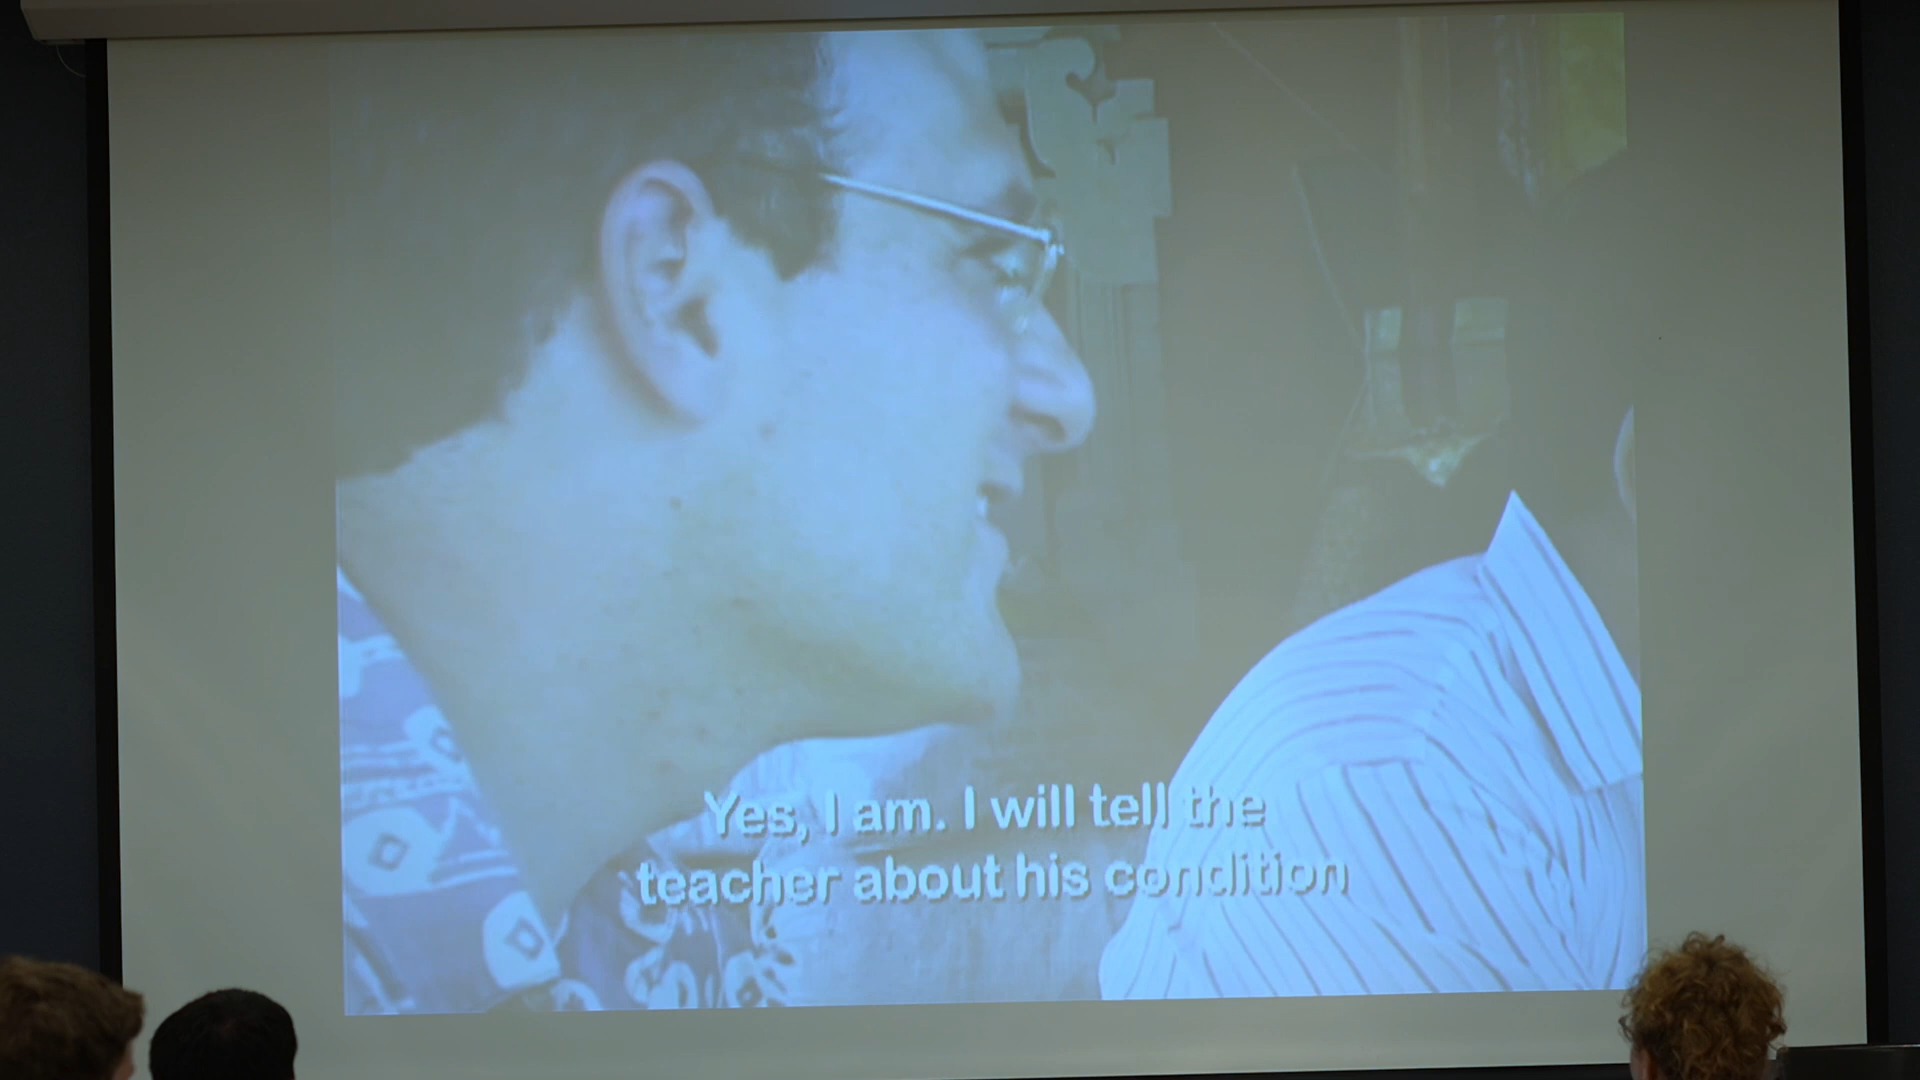 Yes, I am. I will tell the
teacher about his condition